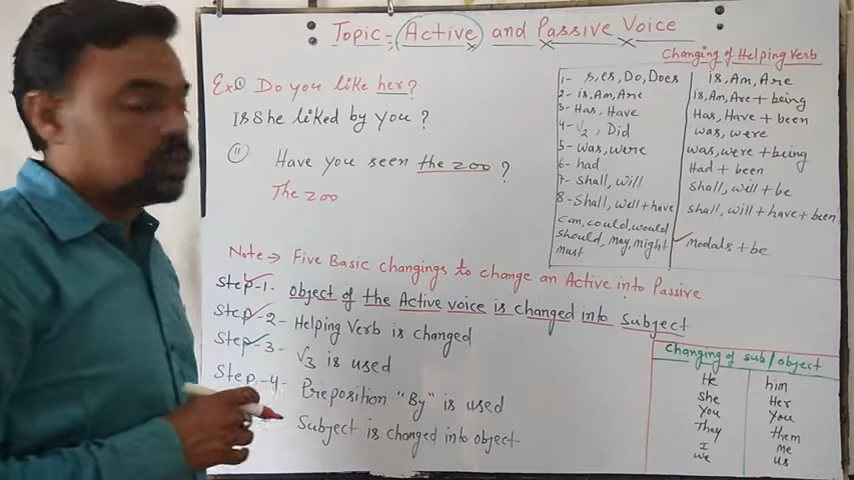 Topic:- Active and Passive Voice
Changing of Helping Verb
Ex① Do you like her?
Is she liked by you?
(ii) Have you seen the zoo?
The zoo
1- s, es, Do, Does | is, Am, Are
2- is, Am, Are | is, Am, Are + being
3- Has, Have | Has, Have + been
4- V2, Did | was, were
5- was, were | was, were + being
6- had | Had + been
7- Shall, will | shall, will + be
8- Shall, will + have | shall, will + have + been
can, could, would
should, may, might | Modals + be
must
Note → Five Basic changings to change an Active into Passive
Step-1- object of the Active voice is changed into Subject
Step-2- Helping Verb is changed
Step-3- V3 is used
Step-4- Preposition "By" is used
Subject is changed into object
Changing of sub/object
He | him
She | Her
You | You
They | them
I | me
We | us